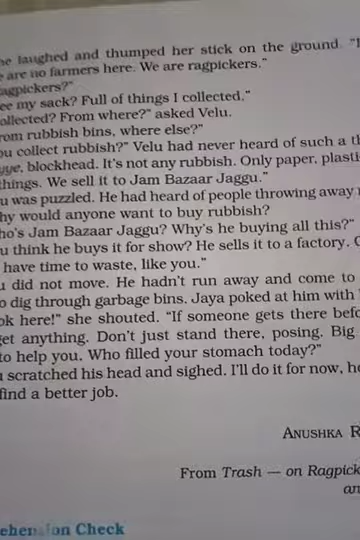 he laughed and thumped her stick on the ground.
are no farmers here. We are ragpickers."
agpickers?"
ee my sack? Full of things I collected."
ollected? From where?" asked Velu.
rom rubbish bins, where else?"
ou collect rubbish?" Velu had never heard of such a th
yye, blockhead. It's not any rubbish. Only paper, plasti
things. We sell it to Jam Bazaar Jaggu."
u was puzzled. He had heard of people throwing away
hy would anyone want to buy rubbish?
ho's Jam Bazaar Jaggu? Why's he buying all this?"
u think he buys it for show? He sells it to a factory.
have time to waste, like you."
u did not move. He hadn't run away and come to
o dig through garbage bins. Jaya poked at him with
ok here!" she shouted. "If someone gets there befo
get anything. Don't just stand there, posing. Big
to help you. Who filled your stomach today?"
scratched his head and sighed. I'll do it for now, he
find a better job.
ANUSHKA R
From Trash — on Ragpick
an
ehension Check